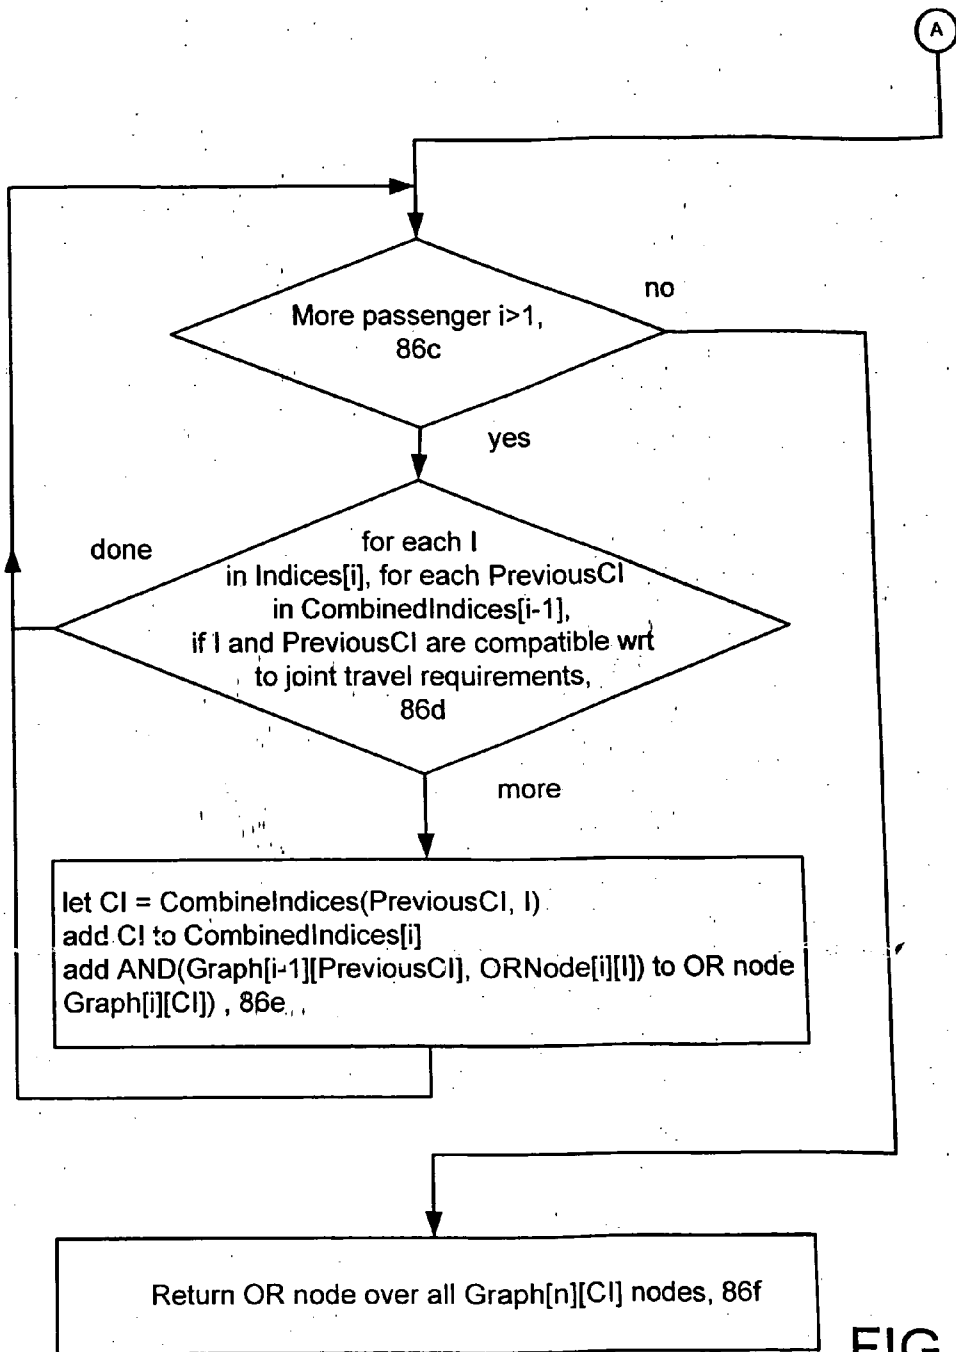 A
More passenger i>1,
86c
no
yes
done
for each I
in Indices[i], for each PreviousCI
in CombinedIndices[i-1],
if I and PreviousCI are compatible wrt
to joint travel requirements,
86d
more
let CI = CombineIndices(PreviousCI, I)
add CI to CombinedIndices[i]
add AND(Graph[i-1][PreviousCI], ORNode[i][I]) to OR node
Graph[i][CI]) , 86e
Return OR node over all Graph[n][CI] nodes, 86f
FIG